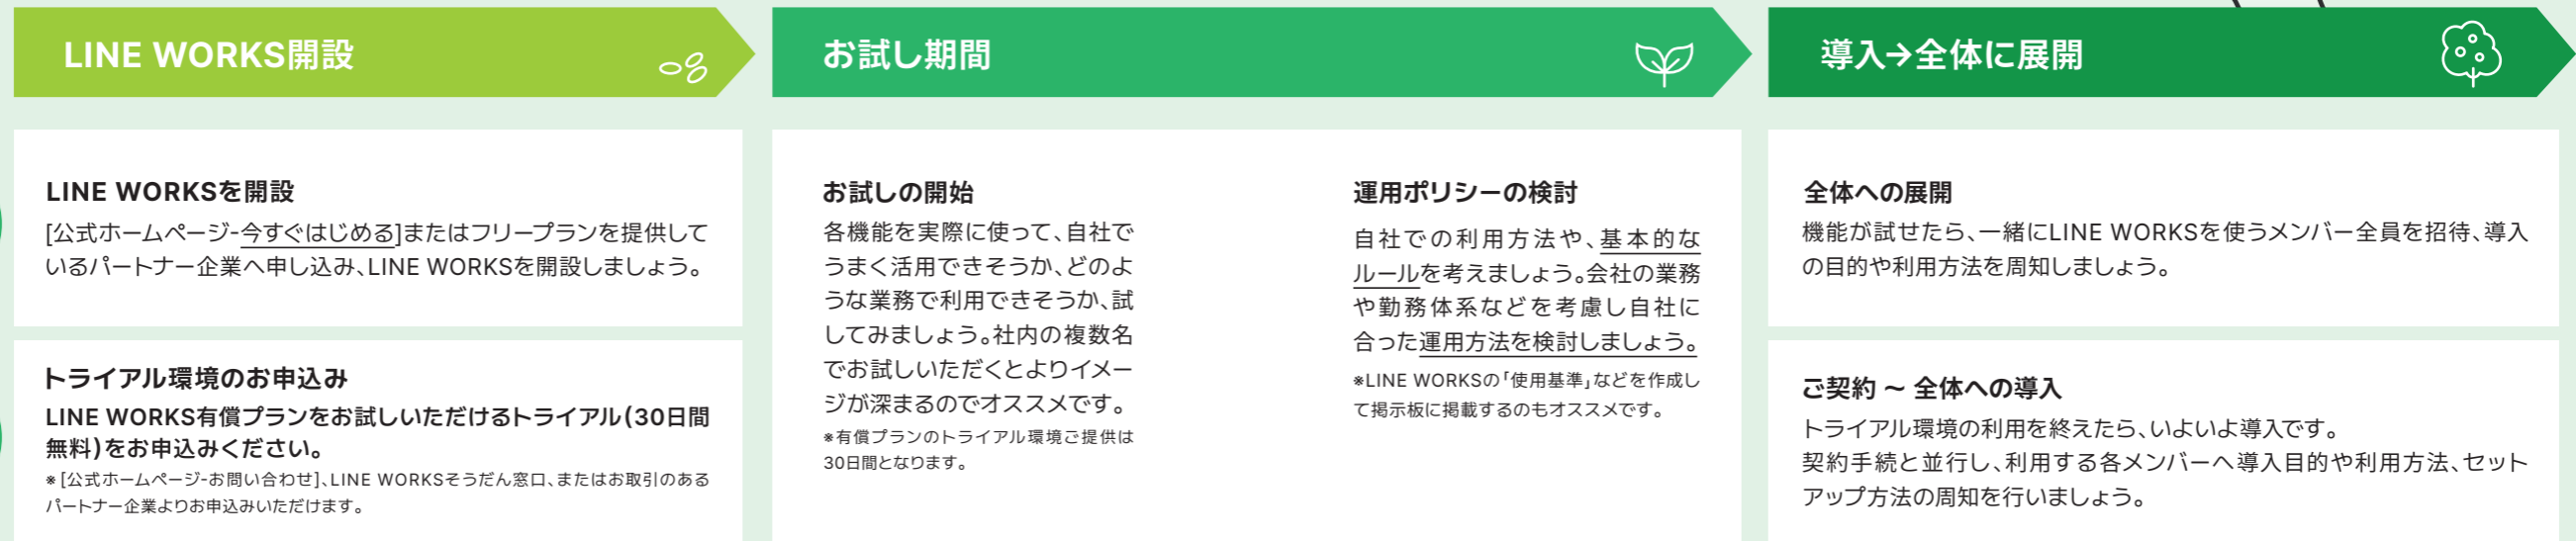 LINE WORKS開設
LINE WORKSを開設
[公式ホームページ-今すぐはじめる]またはフリープランを提供して
いるパートナー企業へ申し込み、LINE WORKSを開設しましょう。
トライアル環境のお申込み
LINE WORKS有償プランをお試しいただけるトライアル(30日間
無料)をお申込みください。
※[公式ホームページ-お問い合わせ]、LINE WORKSそうだん窓口、またはお取引のある
パートナー企業よりお申込みいただけます。
お試し期間
お試しの開始
各機能を実際に使って、自社で
うまく活用できそうか、どのよ
うな業務で利用できそうか、試
してみましょう。社内の複数名
でお試しいただくとよりイメー
ジが深まるのでオススメです。
※有償プランのトライアル環境ご提供は
30日間となります。
運用ポリシーの検討
自社での利用方法や、基本的な
ルールを考えましょう。会社の業務
や勤務体系などを考慮し自社に
合った運用方法を検討しましょう。
※LINE WORKSの「使用基準」などを作成し
て掲示板に掲載するのもオススメです。
導入→全体に展開
全体への展開
機能が試せたら、一緒にLINE WORKSを使うメンバー全員を招待、導入
の目的や利用方法を周知しましょう。
ご契約 〜 全体への導入
トライアル環境の利用を終えたら、いよいよ導入です。
契約手続と並行し、利用する各メンバーへ導入目的や利用方法、セット
アップ方法の周知を行いましょう。